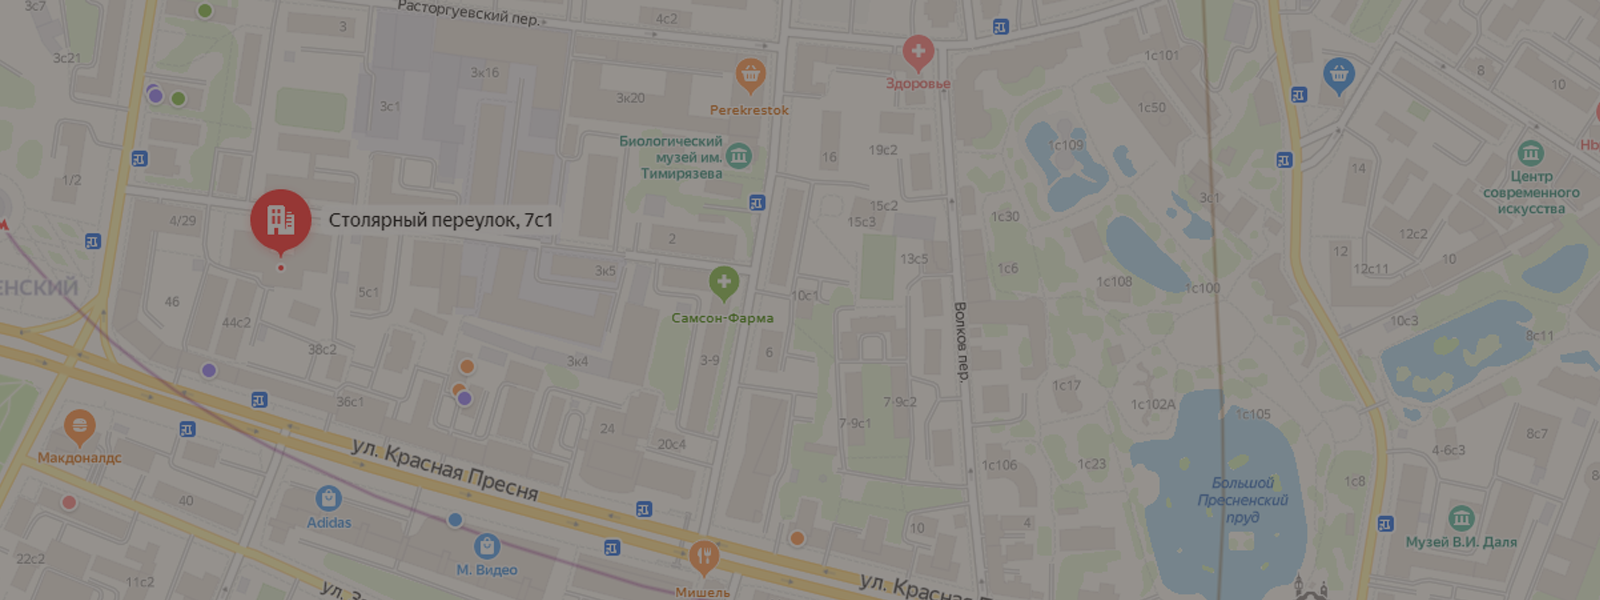 3с7
Расторгуевский пер.
3
4с2
3с21
3к16
1с101
8
10
Здоровье
Perekrestok
3к20
3с1
1с50
Биологический
музей им.
Тимирязева
16
19с2
1с109
14
Центр
современного
искусства
1/2
3с1
15с2
15с3
1с30
4/29
Столярный переулок, 7с1
2
12с2
12
10
12с11
13с5
1с6
3к5
1с108
1с100
ЕНСКИЙ
5с1
10с1
46
44с2
Самсон-Фарма
Волков пер.
10с3
8с11
38с2
3к4
3-9
6
1с17
36с1
7-9с2
7-9с1
1с102А
1с105
24
20с4
ул. Красная Пресня
4-6с3
8с7
Макдоналдс
1с106
1с23
1с8
Большой
Пресненский
пруд
40
Adidas
10
4
Музей В.И. Даля
22с2
М. Видео
11с2
Мишель
ул. З
ул. Кра